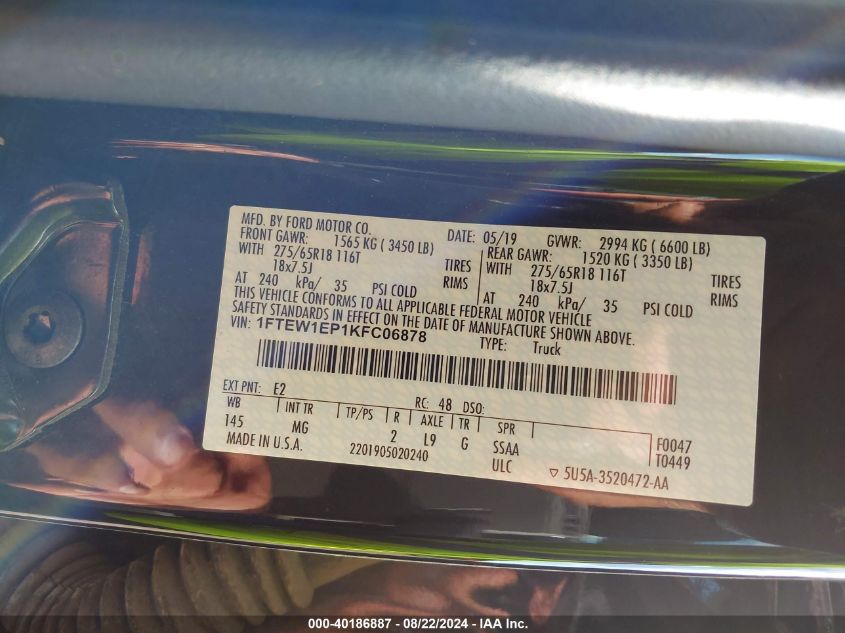 MFD. BY FORD MOTOR CO. DATE: 05/19 GVWR: 2994 KG ( 6600 LB)
FRONT GAWR: 1565 KG ( 3450 LB) REAR GAWR: 1520 KG ( 3350 LB)
WITH 275/65R18 116T TIRES WITH 275/65R18 116T TIRES
18x7.5J RIMS 18x7.5J RIMS
AT 240 kPa/ 35 PSI COLD AT 240 kPa/ 35 PSI COLD
THIS VEHICLE CONFORMS TO ALL APPLICABLE FEDERAL MOTOR VEHICLE
SAFETY STANDARDS IN EFFECT ON THE DATE OF MANUFACTURE SHOWN ABOVE.
VIN: 1FTEW1EP1KFC06878 TYPE: Truck
EXT PNT: E2 RC: 48 DSO:
WB INT TR TP/PS R AXLE TR SPR
145 MG 2 L9 G SSAA F0047
MADE IN U.S.A. 2201905020240 ULC T0449
5U5A-3520472-AA
000-40186887 - 08/22/2024 - IAA Inc.